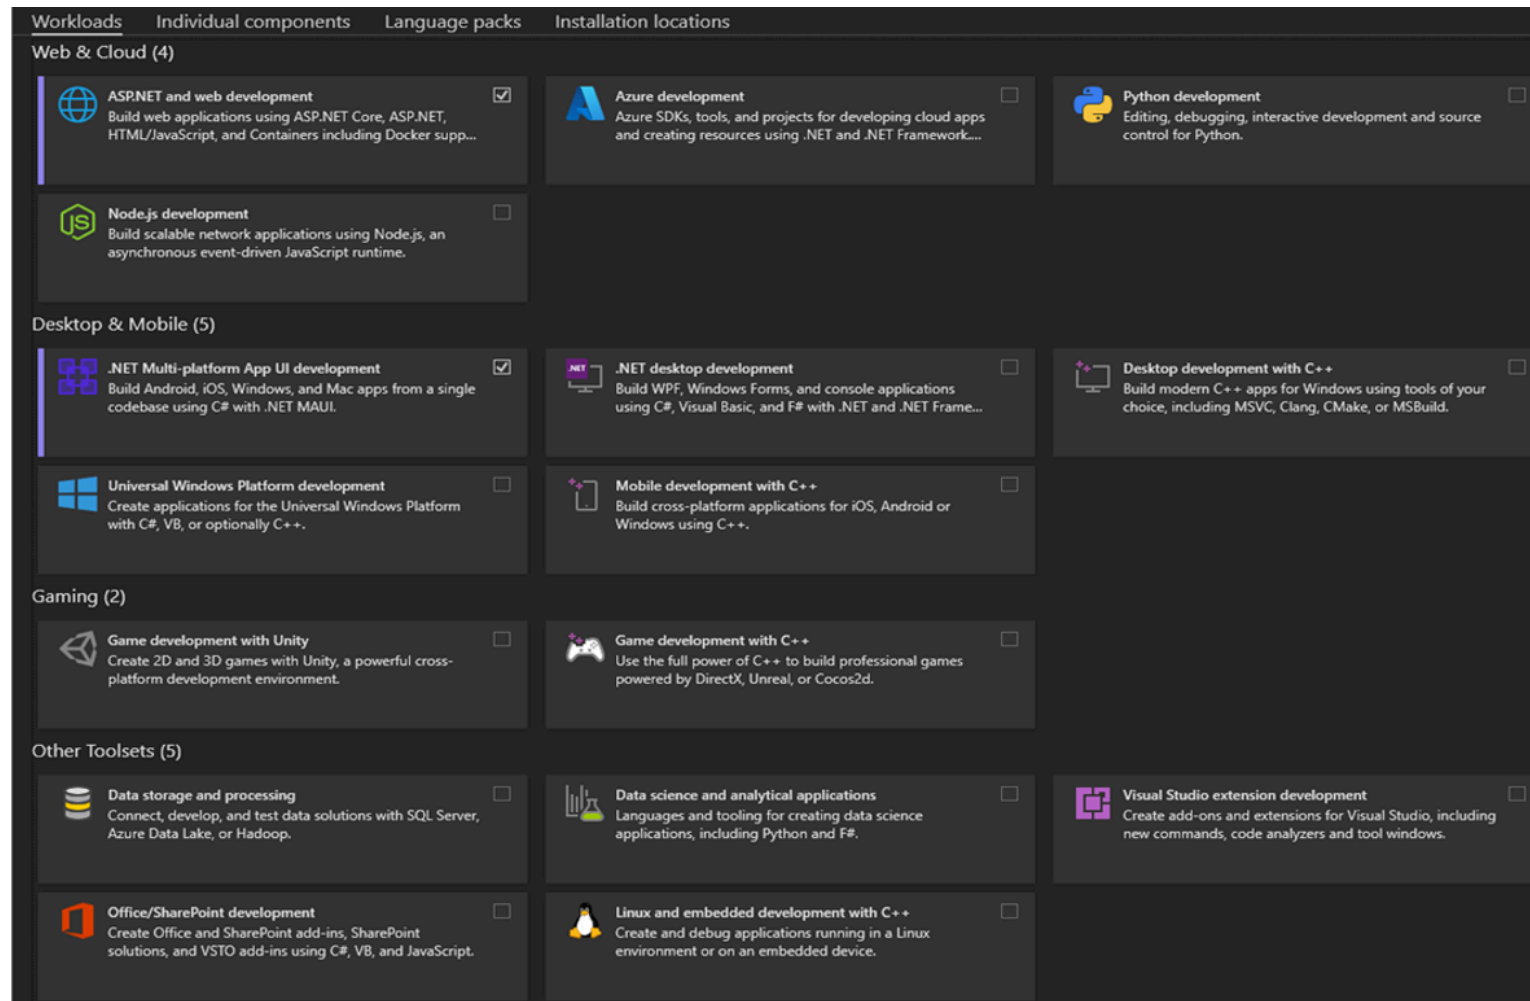 Workloads Individual components Language packs Installation locations
Web & Cloud (4)
ASP.NET and web development
Build web applications using ASP.NET Core, ASP.NET,
HTML/JavaScript, and Containers including Docker supp...
Azure development
Azure SDKs, tools, and projects for developing cloud apps
and creating resources using .NET and .NET Framework....
Python development
Editing, debugging, interactive development and source
control for Python.
JS
Node.js development
Build scalable network applications using Node.js, an
asynchronous event-driven JavaScript runtime.
Desktop & Mobile (5)
.NET Multi-platform App UI development
Build Android, iOS, Windows, and Mac apps from a single
codebase using C# with .NET MAUI.
.NET
.NET desktop development
Build WPF, Windows Forms, and console applications
using C#, Visual Basic, and F# with .NET and .NET Frame...
Desktop development with C++
Build modern C++ apps for Windows using tools of your
choice, including MSVC, Clang, CMake, or MSBuild.
Universal Windows Platform development
Create applications for the Universal Windows Platform
with C#, VB, or optionally C++.
Mobile development with C++
Build cross-platform applications for iOS, Android or
Windows using C++.
Gaming (2)
Game development with Unity
Create 2D and 3D games with Unity, a powerful cross-
platform development environment.
Game development with C++
Use the full power of C++ to build professional games
powered by DirectX, Unreal, or Cocos2d.
Other Toolsets (5)
Data storage and processing
Connect, develop, and test data solutions with SQL Server,
Azure Data Lake, or Hadoop.
Data science and analytical applications
Languages and tooling for creating data science
applications, including Python and F#.
Visual Studio extension development
Create add-ons and extensions for Visual Studio, including
new commands, code analyzers and tool windows.
Office/SharePoint development
Create Office and SharePoint add-ins, SharePoint
solutions, and VSTO add-ins using C#, VB, and JavaScript.
Linux and embedded development with C++
Create and debug applications running in a Linux
environment or on an embedded device.